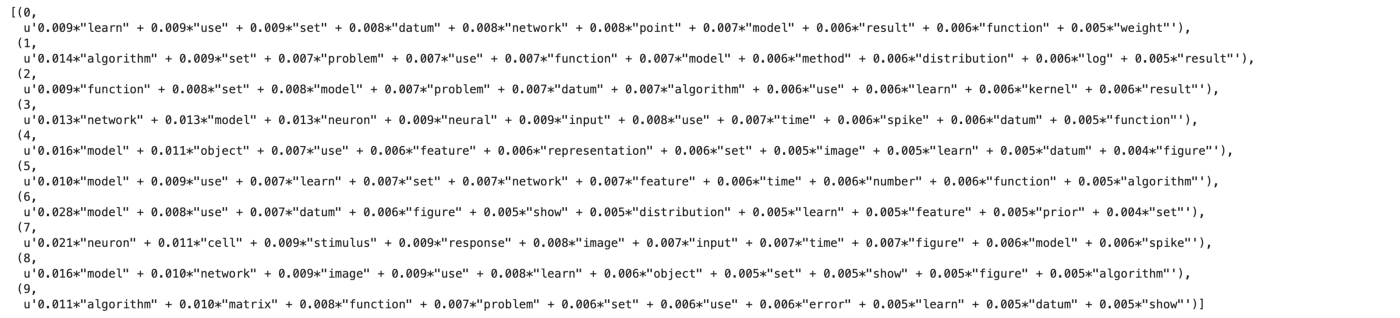 [(0,
u'0.009*"learn" + 0.009*"use" + 0.009*"set" + 0.008*"datum" + 0.008*"network" + 0.008*"point" + 0.007*"model" + 0.006*"result" + 0.006*"function" + 0.005*"weight"'),
(1,
u'0.014*"algorithm" + 0.009*"set" + 0.007*"problem" + 0.007*"use" + 0.007*"function" + 0.007*"model" + 0.006*"method" + 0.006*"distribution" + 0.006*"log" + 0.005*"result"'),
(2,
u'0.009*"function" + 0.008*"set" + 0.008*"model" + 0.007*"problem" + 0.007*"datum" + 0.007*"algorithm" + 0.006*"use" + 0.006*"learn" + 0.006*"kernel" + 0.006*"result"'),
(3,
u'0.013*"network" + 0.013*"model" + 0.013*"neuron" + 0.009*"neural" + 0.009*"input" + 0.008*"use" + 0.007*"time" + 0.006*"spike" + 0.006*"datum" + 0.005*"function"'),
(4,
u'0.016*"model" + 0.011*"object" + 0.007*"use" + 0.006*"feature" + 0.006*"representation" + 0.006*"set" + 0.005*"image" + 0.005*"learn" + 0.005*"datum" + 0.004*"figure"'),
(5,
u'0.010*"model" + 0.009*"use" + 0.007*"learn" + 0.007*"set" + 0.007*"network" + 0.007*"feature" + 0.006*"time" + 0.006*"number" + 0.006*"function" + 0.005*"algorithm"'),
(6,
u'0.028*"model" + 0.008*"use" + 0.007*"datum" + 0.006*"figure" + 0.005*"show" + 0.005*"distribution" + 0.005*"learn" + 0.005*"feature" + 0.005*"prior" + 0.004*"set"'),
(7,
u'0.021*"neuron" + 0.011*"cell" + 0.009*"stimulus" + 0.009*"response" + 0.008*"image" + 0.007*"input" + 0.007*"time" + 0.007*"figure" + 0.006*"model" + 0.006*"spike"'),
(8,
u'0.016*"model" + 0.010*"network" + 0.009*"image" + 0.009*"use" + 0.008*"learn" + 0.006*"object" + 0.005*"set" + 0.005*"show" + 0.005*"figure" + 0.005*"algorithm"'),
(9,
u'0.011*"algorithm" + 0.010*"matrix" + 0.008*"function" + 0.007*"problem" + 0.006*"set" + 0.006*"use" + 0.006*"error" + 0.005*"learn" + 0.005*"datum" + 0.005*"show"')]